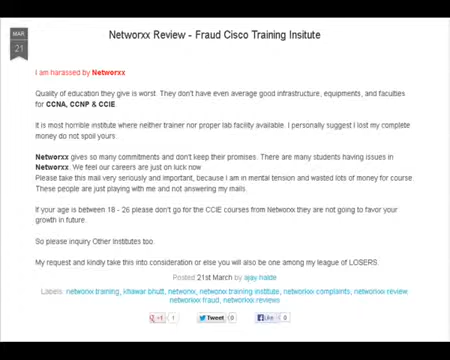 MAR
21
Networxx Review - Fraud Cisco Training Insitute
I am harassed by Networxx
Quality of education they give is worst. They don't have even average good infrastructure, equipments, and faculties
for CCNA, CCNP & CCIE
It is most horrible institute where neither trainer nor proper lab facility available. I personally suggest I lost my complete
money do not spoil yours.
Networxx gives so many commitments and don't keep their promises. There are many students having issues in
Networxx. We feel our careers are just on luck now
Please take this mail very seriously and important, because I am in mental tension and wasted lots of money for course.
These people are just playing with me and not answering my mails.
If your age is between 18 - 26 please don't go for the CCIE courses from Networxx they are not going to favor your
growth in future.
So please inquiry Other Institutes too.
My request and kindly take this into consideration or else you will also be one among my league of LOSERS.
Posted 21st March by ajay halde
Labels: networxx training, khawar bhutt, networxx, networxx training institute, networkxx complaints, networkxx review,
networkxx fraud, networkxx reviews
g +1 1 Tweet 0 Like 0